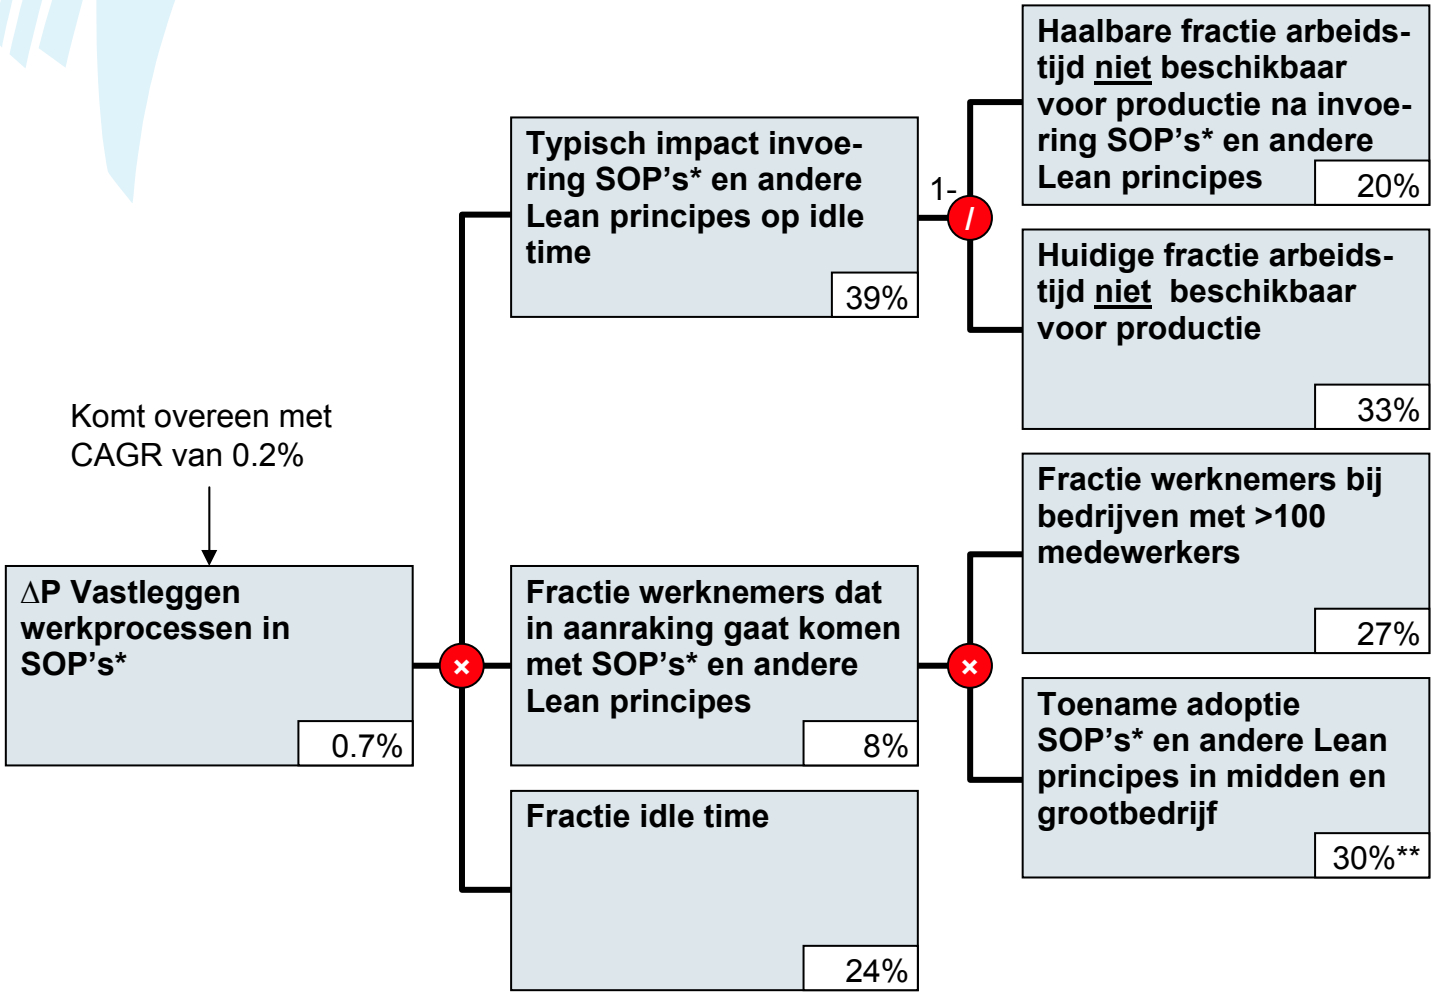 Haalbare fractie arbeids-
tijd niet beschikbaar
voor productie na invoe-
ring SOP's* en andere
Lean principes
20%
Typisch impact invoe-
ring SOP's* en andere
Lean principes op idle
time
39%
1-
/
Huidige fractie arbeids-
tijd niet beschikbaar
voor productie
33%
Komt overeen met
CAGR van 0.2%
∆P Vastleggen
werkprocessen in
SOP's*
0.7%
×
Fractie werknemers dat
in aanraking gaat komen
met SOP's* en andere
Lean principes
8%
×
Fractie werknemers bij
bedrijven met >100
medewerkers
27%
Toename adoptie
SOP's* en andere Lean
principes in midden en
grootbedrijf
30%**
Fractie idle time
24%